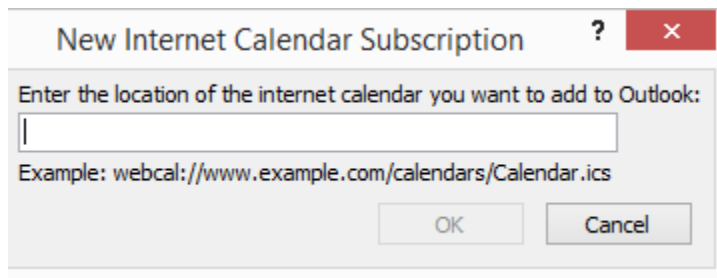 New Internet Calendar Subscription ? ×
Enter the location of the internet calendar you want to add to Outlook:
Example: webcal://www.example.com/calendars/Calendar.ics
OK Cancel